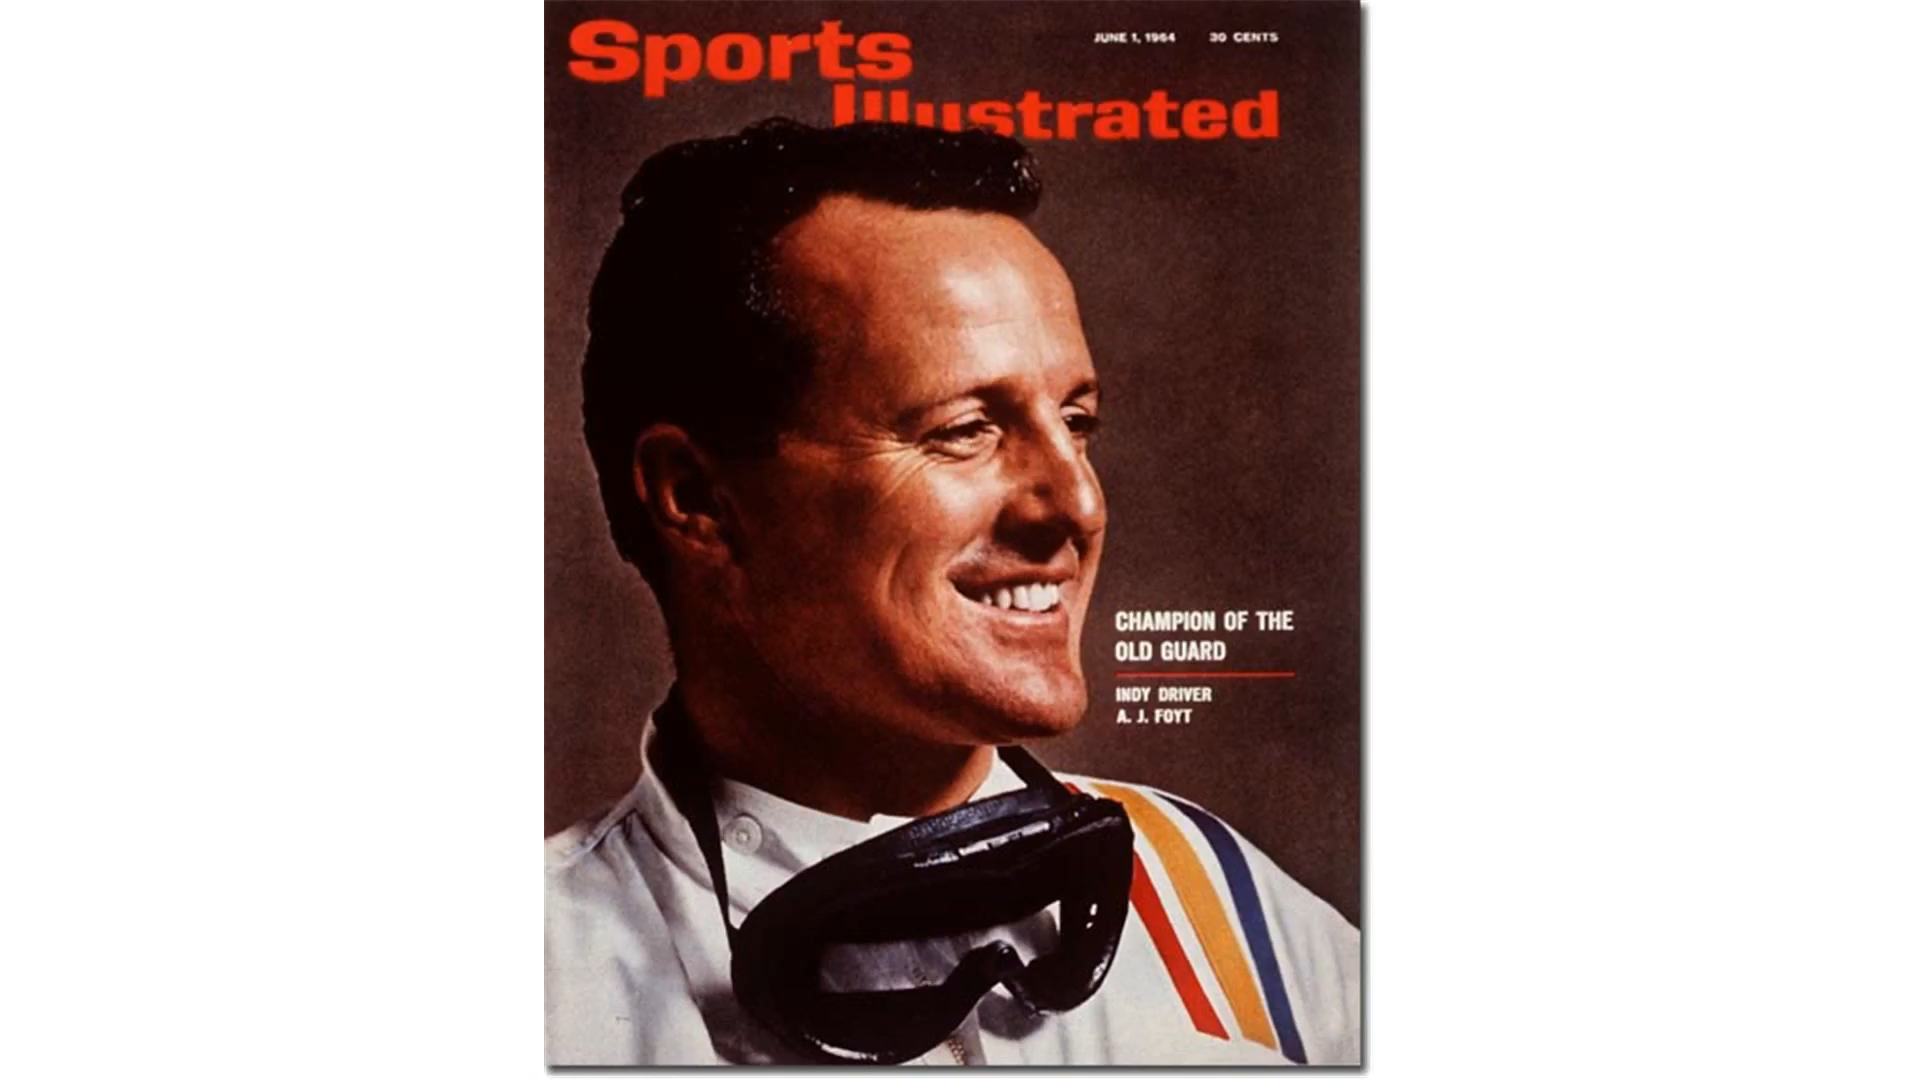 Sports
Illustrated
JUNE 1, 1964 30 CENTS
CHAMPION OF THE
OLD GUARD
INDY DRIVER
A. J. FOYT